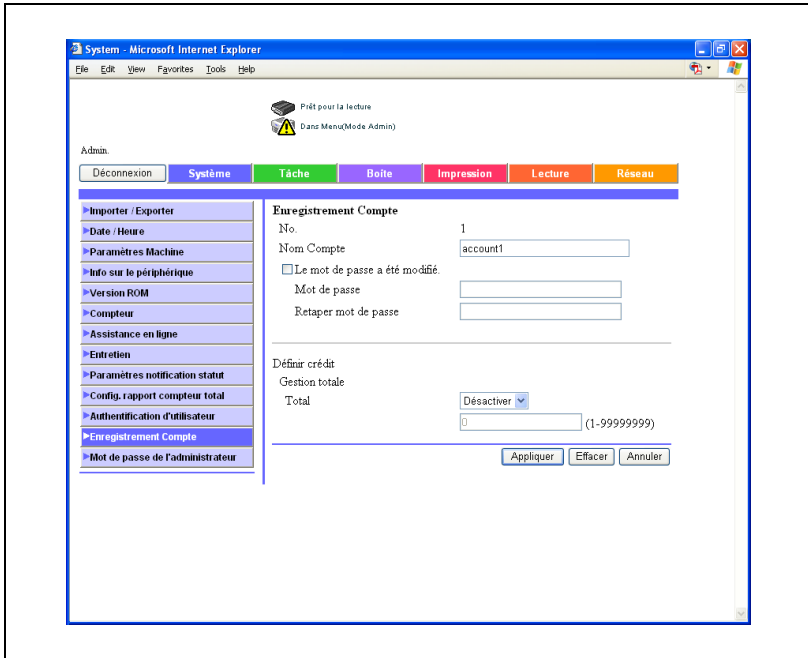 System - Microsoft Internet Explorer
File Edit View Favorites Tools Help
Prêt pour la lecture
Dans Menu(Mode Admin)
Admin.
Déconnexion Système Tâche Boîte Impression Lecture Réseau
Importer / Exporter
Date / Heure
Paramètres Machine
Info sur le périphérique
Version ROM
Compteur
Assistance en ligne
Entretien
Paramètres notification statut
Config. rapport compteur total
Authentification d'utilisateur
Enregistrement Compte
Mot de passe de l'administrateur
Enregistrement Compte
No. 1
Nom Compte account1
Le mot de passe a été modifié.
Mot de passe
Retaper mot de passe
Définir crédit
Gestion totale
Total Désactiver
0 (1-99999999)
Appliquer Effacer Annuler